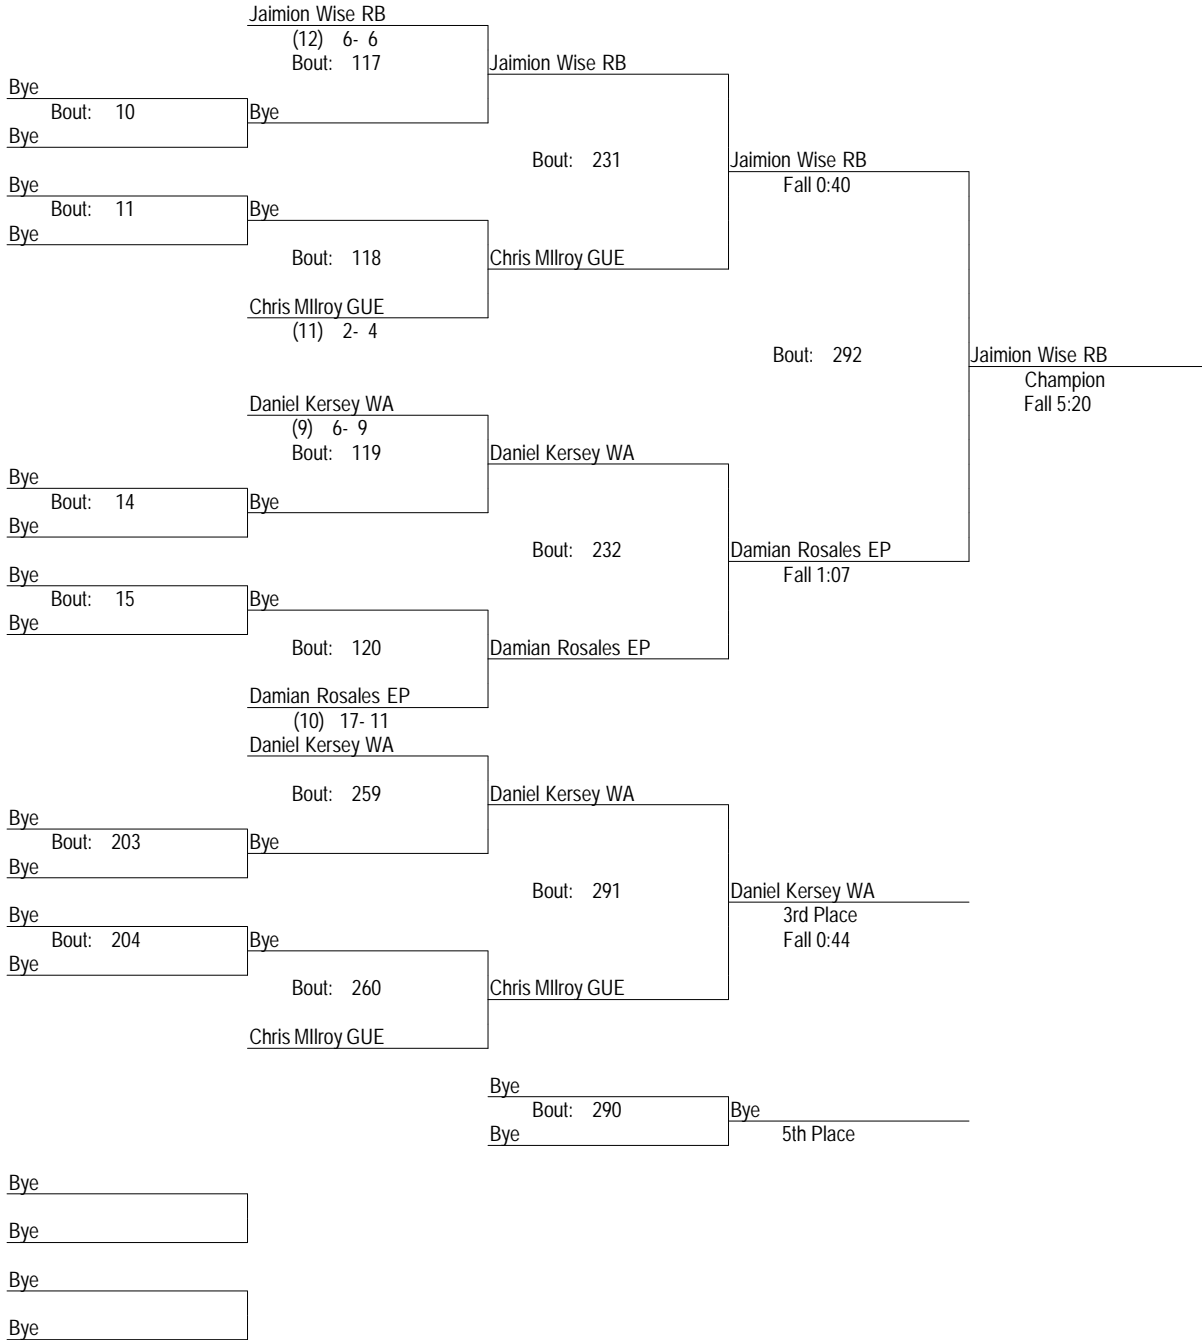 Jaimion Wise RB
(12) 6- 6
Bout: 117
Jaimion Wise RB
Bye
Bout: 10
Bye
Bye
Bout: 231
Jaimion Wise RB
Fall 0:40
Bye
Bout: 11
Bye
Bye
Bout: 118
Chris MIlroy GUE
Chris MIlroy GUE
(11) 2- 4
Bout: 292
Jaimion Wise RB
Champion
Fall 5:20
Daniel Kersey WA
(9) 6- 9
Bout: 119
Daniel Kersey WA
Bye
Bout: 14
Bye
Bye
Bout: 232
Damian Rosales EP
Fall 1:07
Bye
Bout: 15
Bye
Bye
Bout: 120
Damian Rosales EP
Damian Rosales EP
(10) 17- 11
Daniel Kersey WA
Bout: 259
Daniel Kersey WA
Bye
Bout: 203
Bye
Bye
Bout: 291
Daniel Kersey WA
3rd Place
Fall 0:44
Bye
Bout: 204
Bye
Bye
Bout: 260
Chris MIlroy GUE
Chris MIlroy GUE
Bye
Bout: 290
Bye
Bye
5th Place
Bye
Bye
Bye
Bye